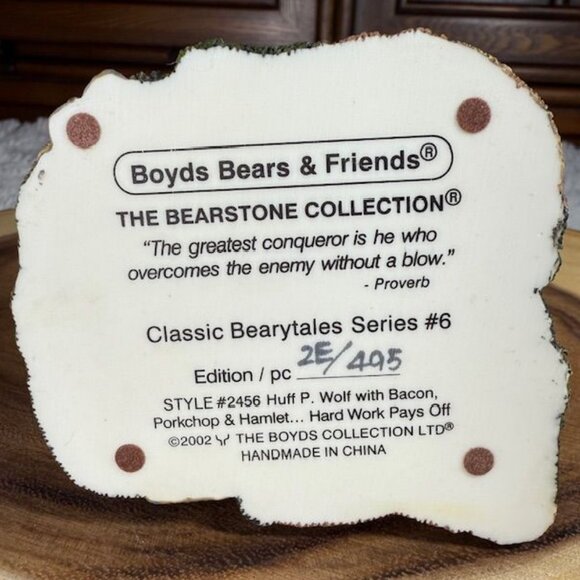 Boyds Bears & Friends®
THE BEARSTONE COLLECTION®
“The greatest conqueror is he who
overcomes the enemy without a blow.”
- Proverb
Classic Bearytales Series #6
Edition / pc 2E/495
STYLE #2456 Huff P. Wolf with Bacon,
Porkchop & Hamlet... Hard Work Pays Off
©2002 THE BOYDS COLLECTION LTD®
HANDMADE IN CHINA